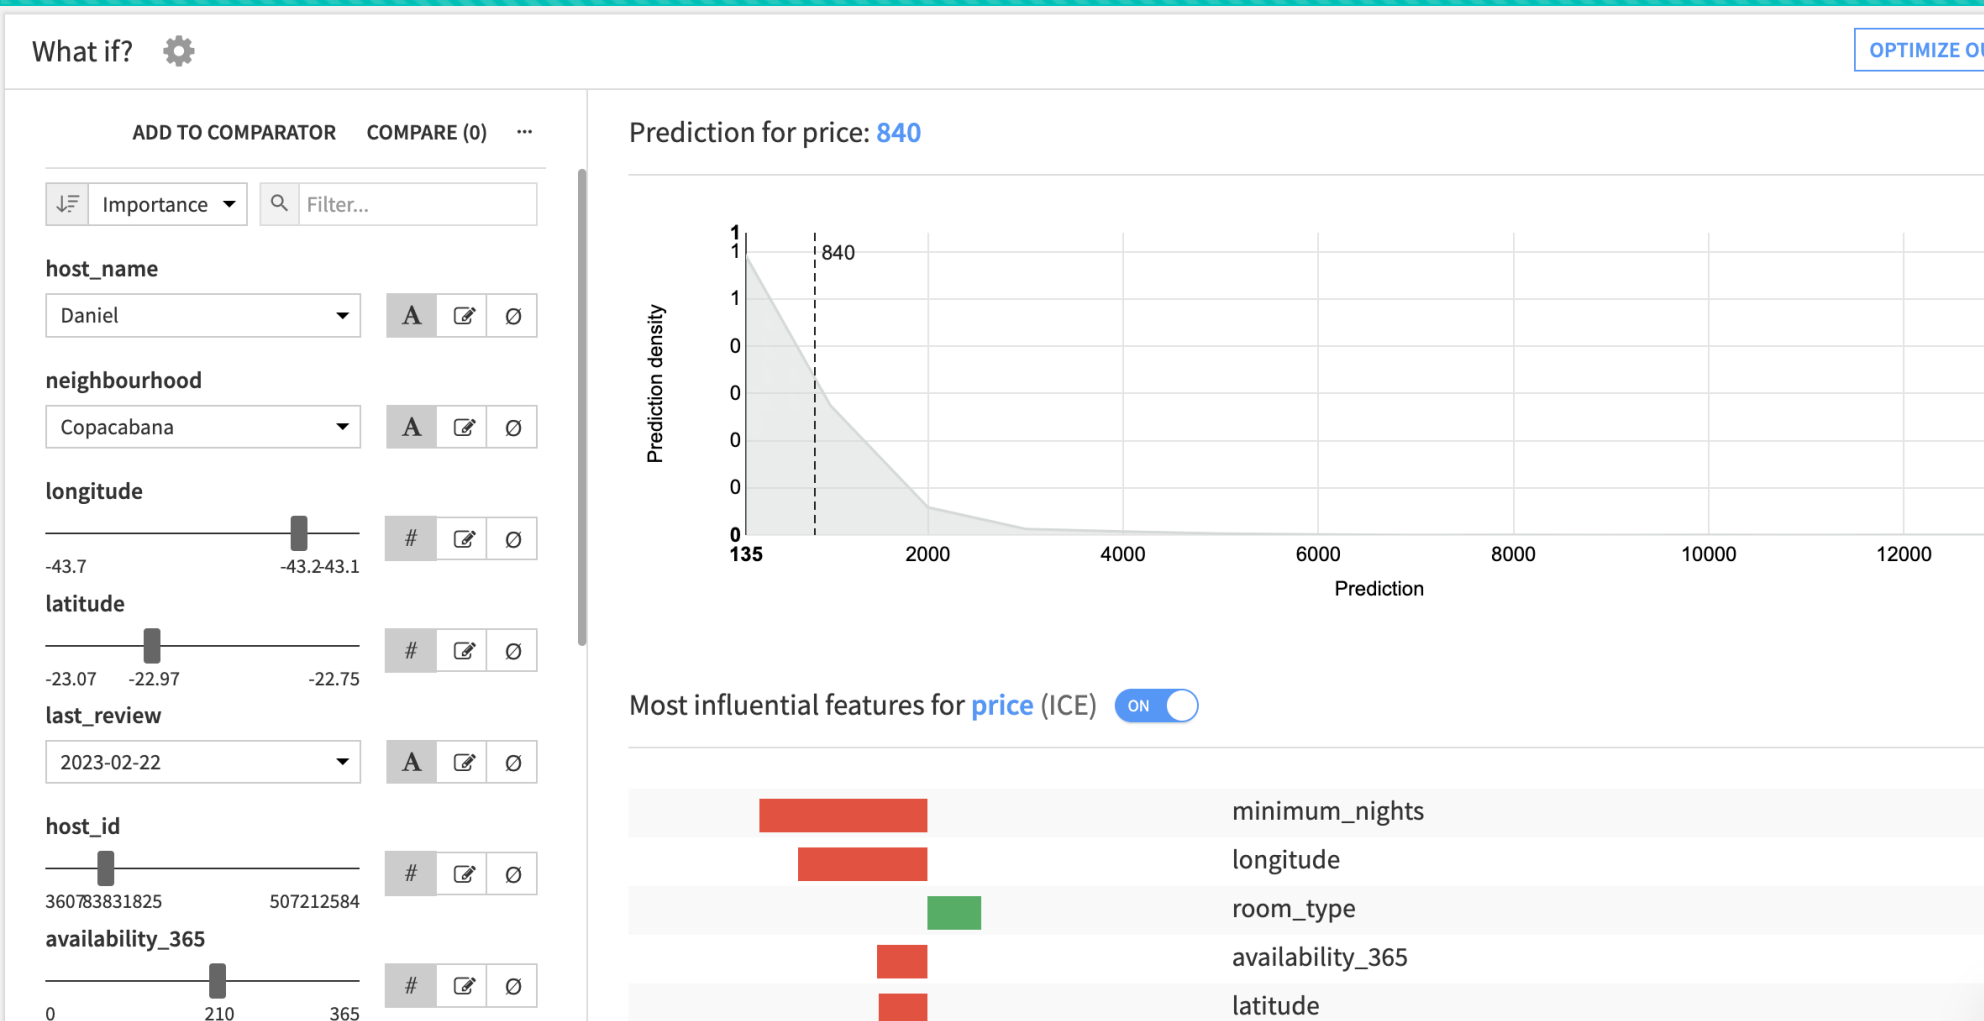 What if?
OPTIMIZE OU
ADD TO COMPARATOR COMPARE (0) ...
Importance
Filter...
host_name
Daniel
A
neighbourhood
Copacabana
A
longitude
#
-43.7 -43.2 -43.1
latitude
#
-23.07 -22.97 -22.75
last_review
2023-02-22
A
host_id
#
3607 83831825 507212584
availability_365
#
0 210 365
Prediction for price: 840
1
1
840
1
0
0
0
0
0
Prediction density
135 2000 4000 6000 8000 10000 12000
Prediction
Most influential features for price (ICE) ON
minimum_nights
longitude
room_type
availability_365
latitude